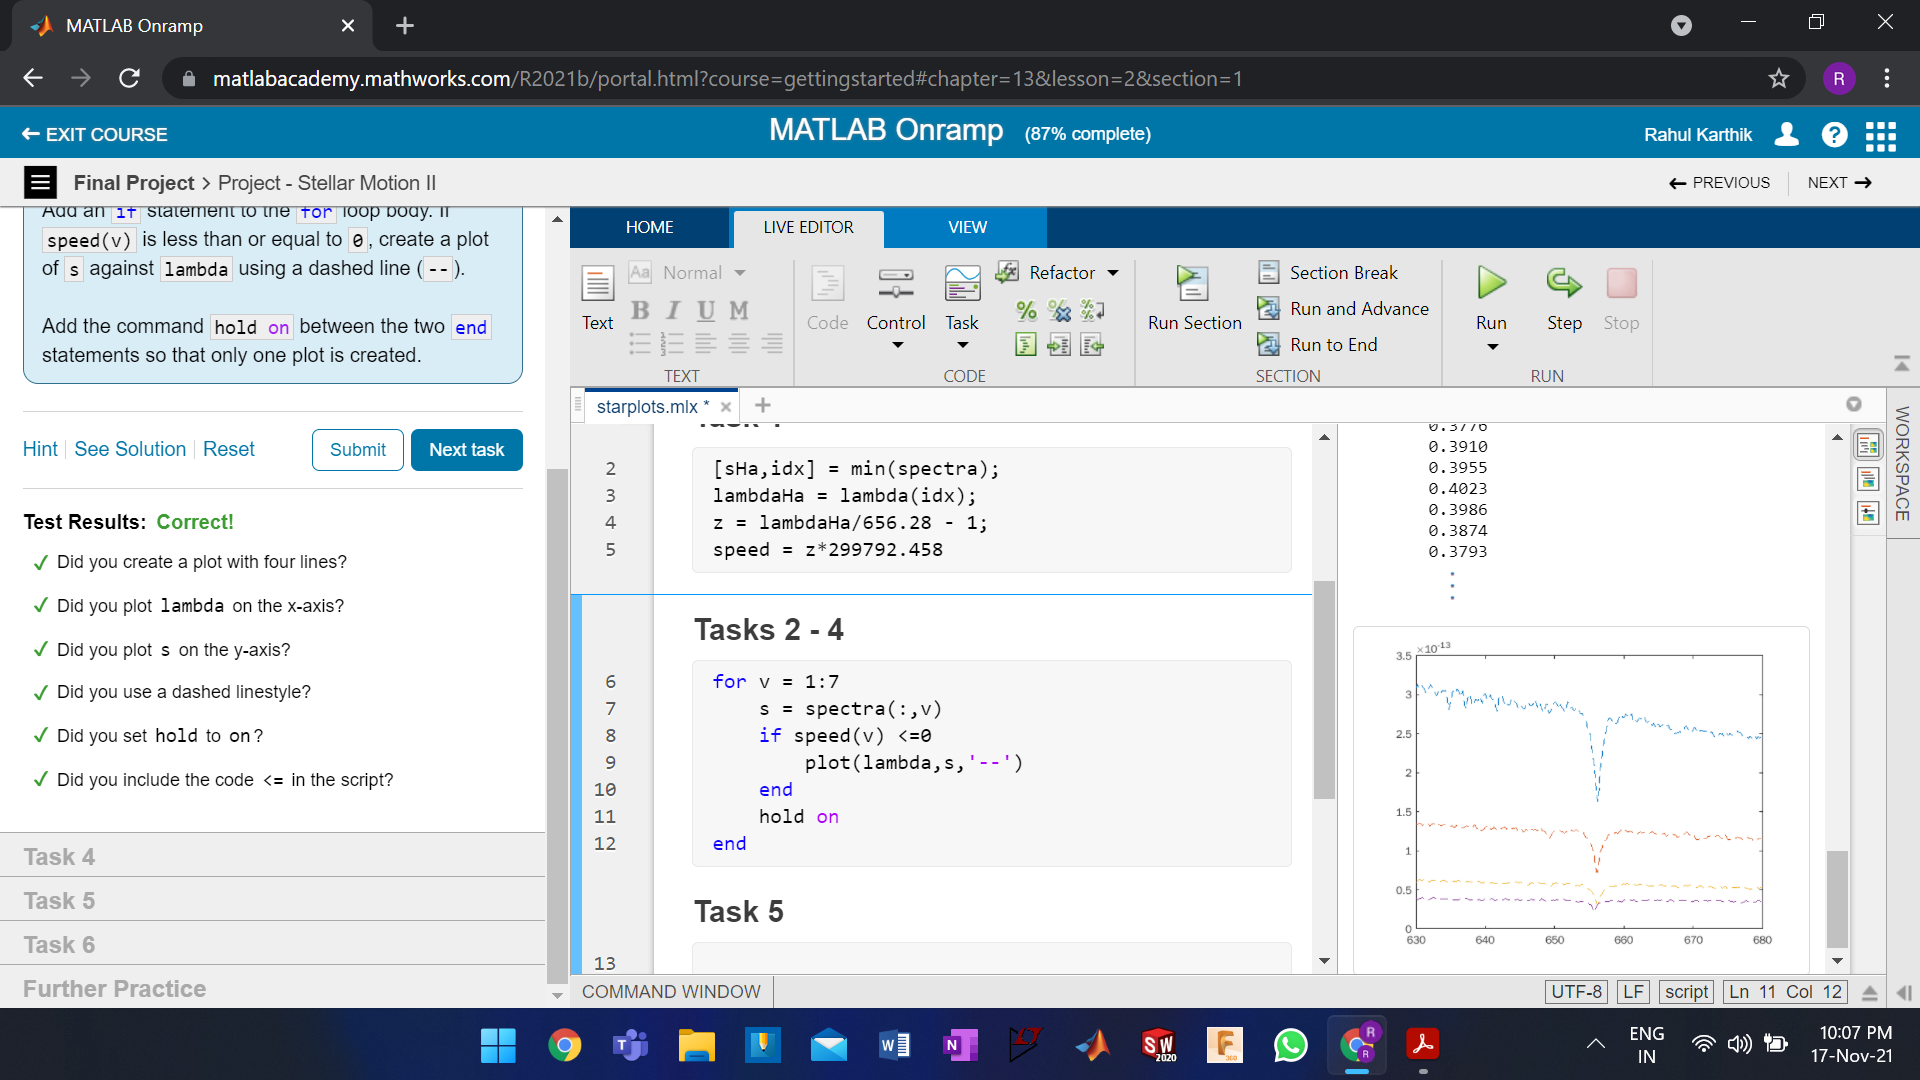 MATLAB Onramp
matlabacademy.mathworks.com/R2021b/portal.html?course=gettingstarted#chapter=13&lesson=2&section=1
R
EXIT COURSE
MATLAB Onramp (87% complete)
Rahul Karthik
Final Project > Project - Stellar Motion II
PREVIOUS
NEXT
Add an if statement to the for loop body. If
speed(v) is less than or equal to 0, create a plot
of s against lambda using a dashed line (--).
Add the command hold on between the two end
statements so that only one plot is created.
Hint
See Solution
Reset
Submit
Next task
Test Results: Correct!
✓ Did you create a plot with four lines?
✓ Did you plot lambda on the x-axis?
✓ Did you plot s on the y-axis?
✓ Did you use a dashed linestyle?
✓ Did you set hold to on?
✓ Did you include the code <= in the script?
Task 4
Task 5
Task 6
Further Practice
HOME
LIVE EDITOR
VIEW
Text
Aa Normal
B I U M
TEXT
Code
Control
Task
Refactor
CODE
Run Section
Section Break
Run and Advance
Run to End
SECTION
Run
Step
Stop
RUN
starplots.mlx *
WORKSPACE
2 [sHa,idx] = min(spectra);
3 lambdaHa = lambda(idx);
4 z = lambdaHa/656.28 - 1;
5 speed = z*299792.458
Tasks 2 - 4
6 for v = 1:7
7 s = spectra(:,v)
8 if speed(v) <=0
9 plot(lambda,s,'--')
10 end
11 hold on
12 end
Task 5
13
0.3776
0.3910
0.3955
0.4023
0.3986
0.3874
0.3793
×10-13
3.5
3
2.5
2
1.5
1
0.5
0
630 640 650 660 670 680
COMMAND WINDOW
UTF-8
LF
script
Ln 11 Col 12
ENG
IN
10:07 PM
17-Nov-21